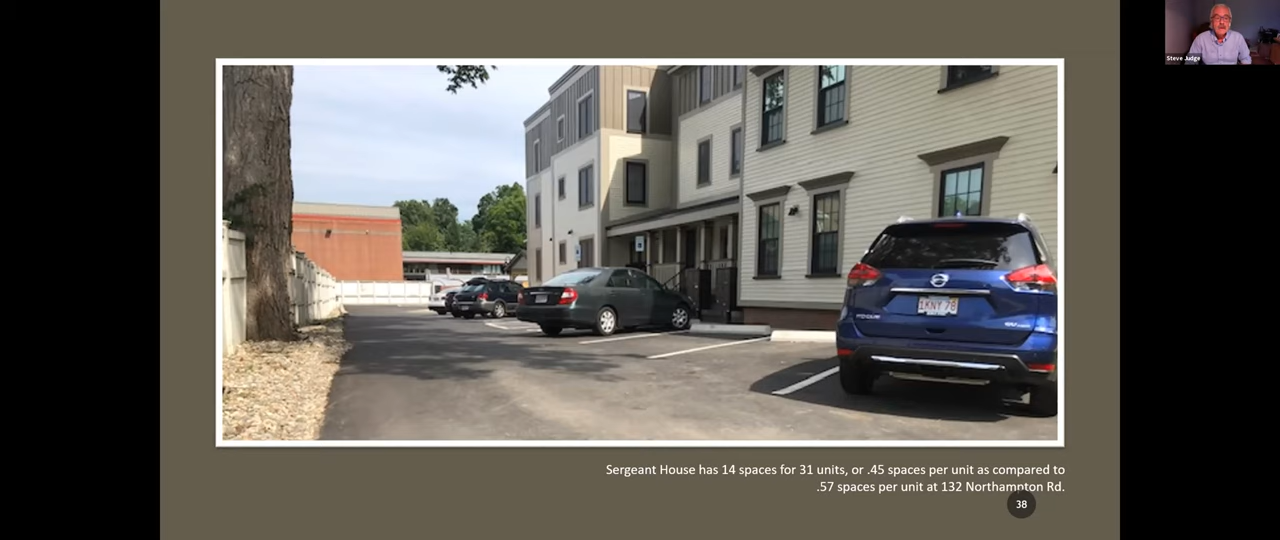 Steve Judge
1KNY 78
ROGUE
Sergeant House has 14 spaces for 31 units, or .45 spaces per unit as compared to
.57 spaces per unit at 132 Northampton Rd.
38